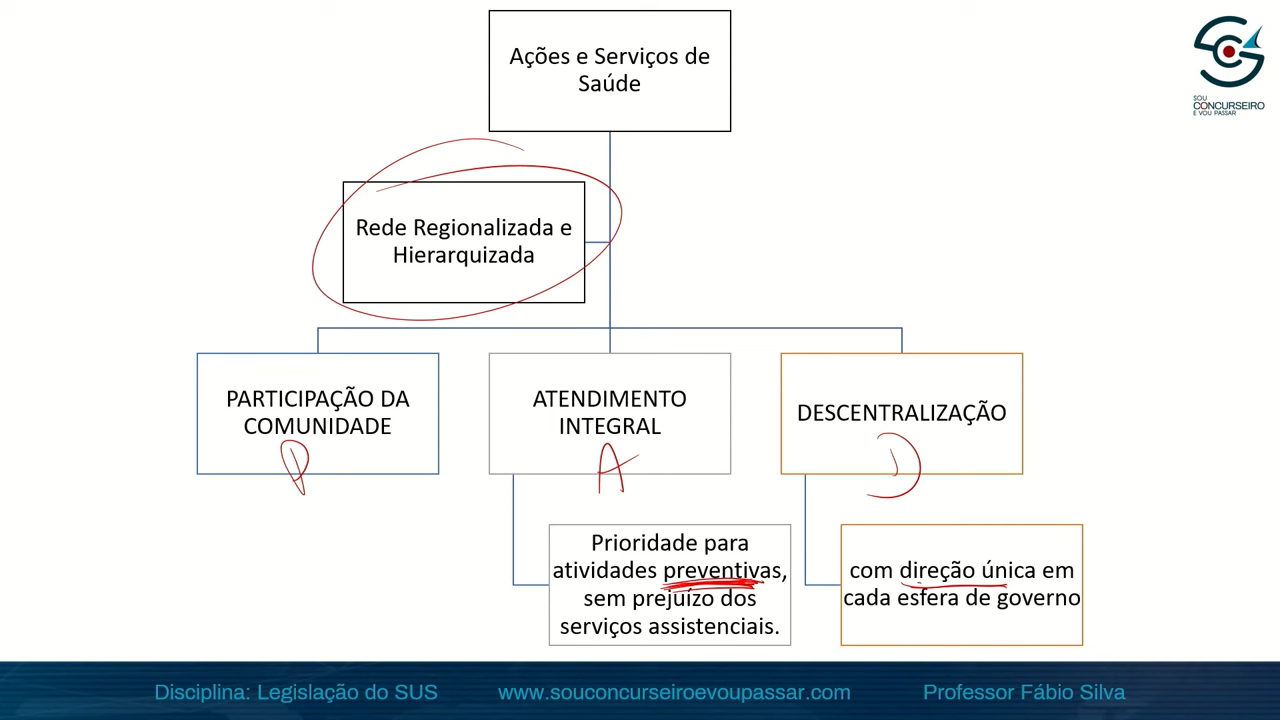 Ações e Serviços de
Saúde
SOU
CONCURSEIRO
E VOU PASSAR
Rede Regionalizada e
Hierarquizada
PARTICIPAÇÃO DA
COMUNIDADE
P
ATENDIMENTO
INTEGRAL
A
DESCENTRALIZAÇÃO
D
Prioridade para
atividades preventivas,
sem prejuízo dos
serviços assistenciais.
com direção única em
cada esfera de governo
Disciplina: Legislação do SUS
www.souconcurseiroevoupassar.com
Professor Fábio Silva